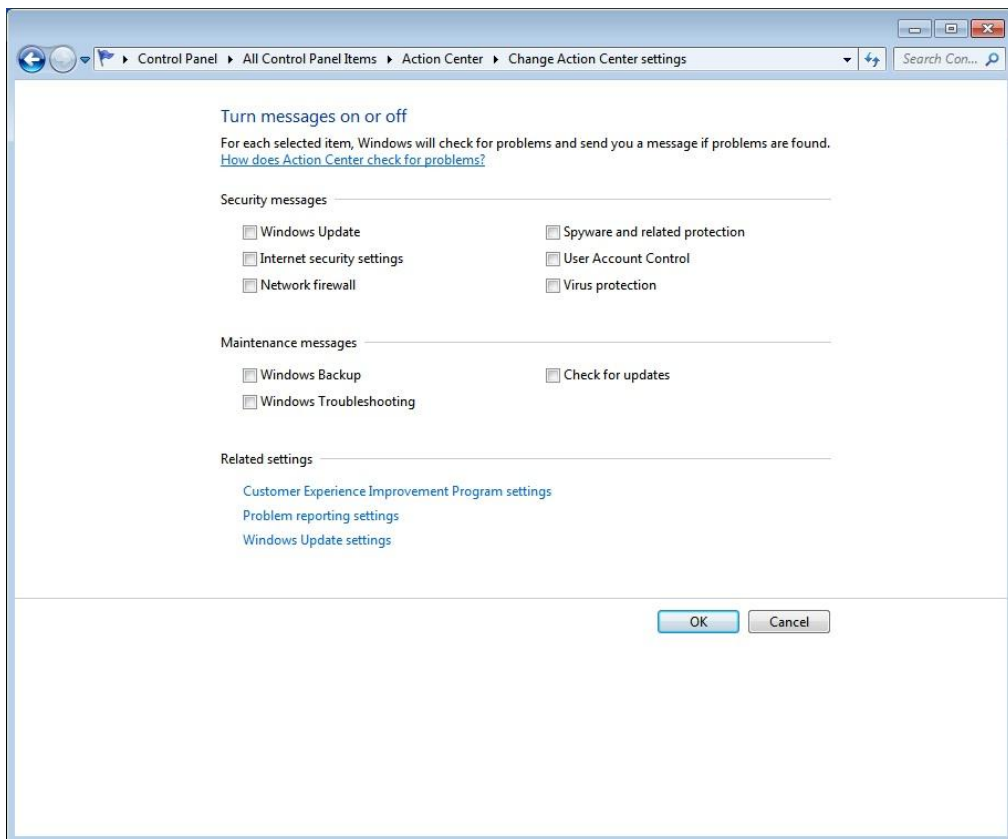 Control Panel ▸ All Control Panel Items ▸ Action Center ▸ Change Action Center settings
Search Con...
Turn messages on or off
For each selected item, Windows will check for problems and send you a message if problems are found.
How does Action Center check for problems?
Security messages
Windows Update
Spyware and related protection
Internet security settings
User Account Control
Network firewall
Virus protection
Maintenance messages
Windows Backup
Check for updates
Windows Troubleshooting
Related settings
Customer Experience Improvement Program settings
Problem reporting settings
Windows Update settings
OK
Cancel